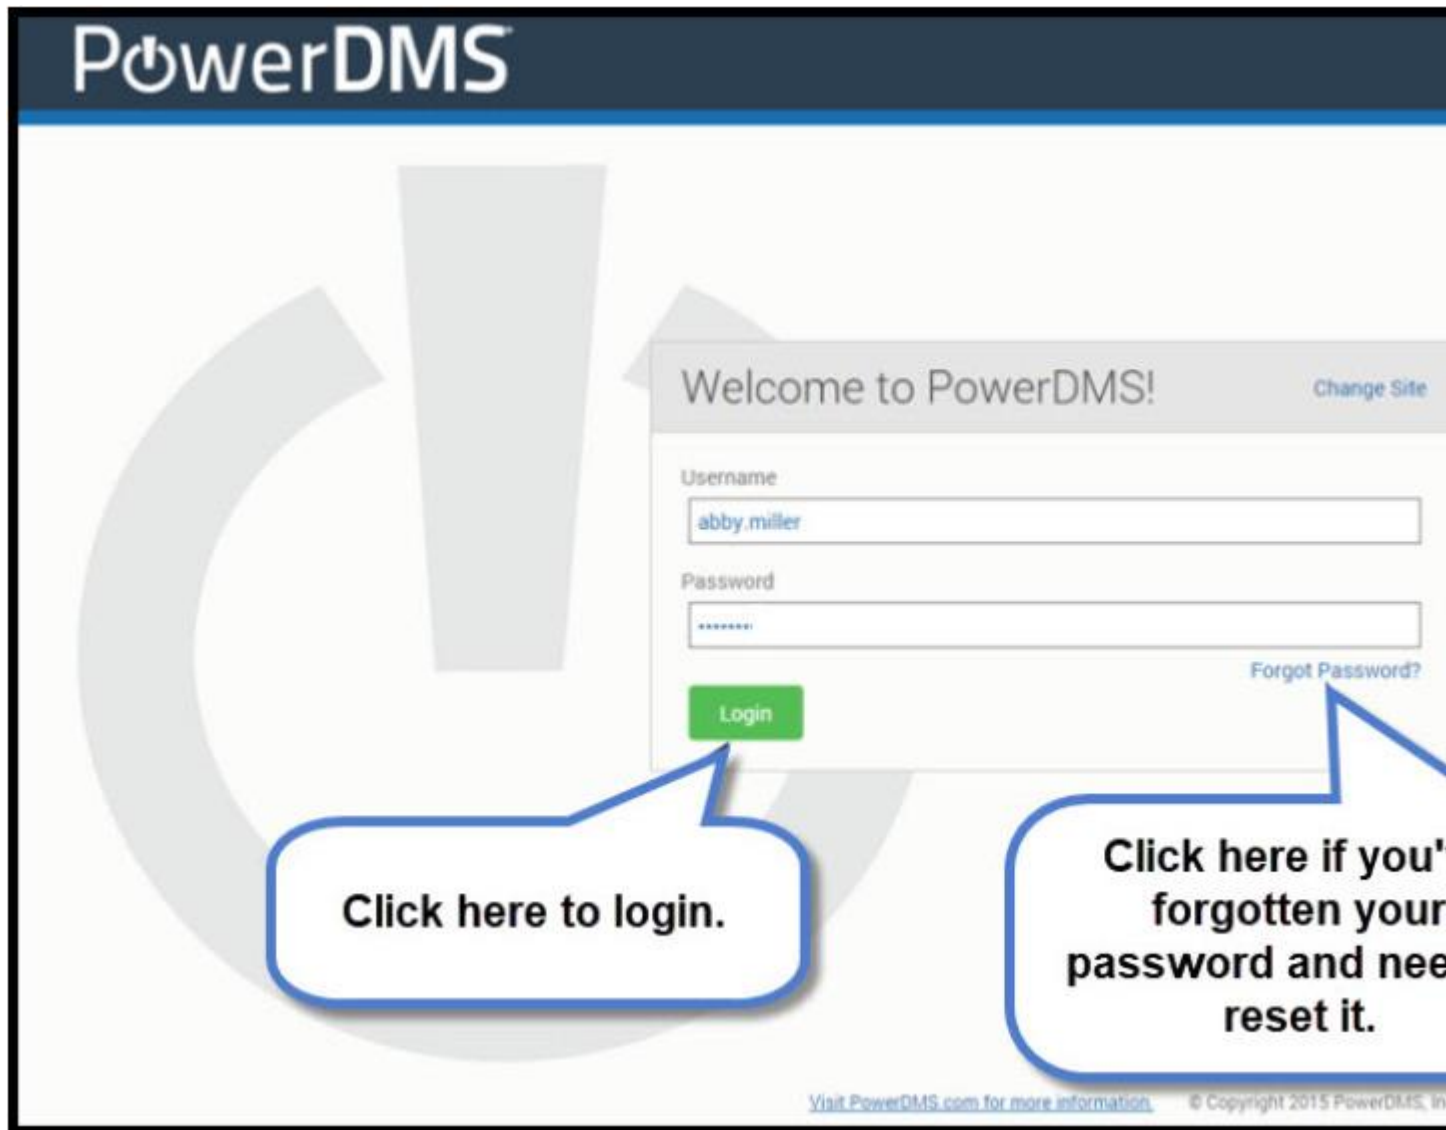 PowerDMS
Welcome to PowerDMS!
Change Site
Username
abby.miller
Password
Forgot Password?
Login
Click here to login.
Click here if you'
forgotten your
password and nee
reset it.
Visit PowerDMS.com for more information.
© Copyright 2015 PowerDMS, In